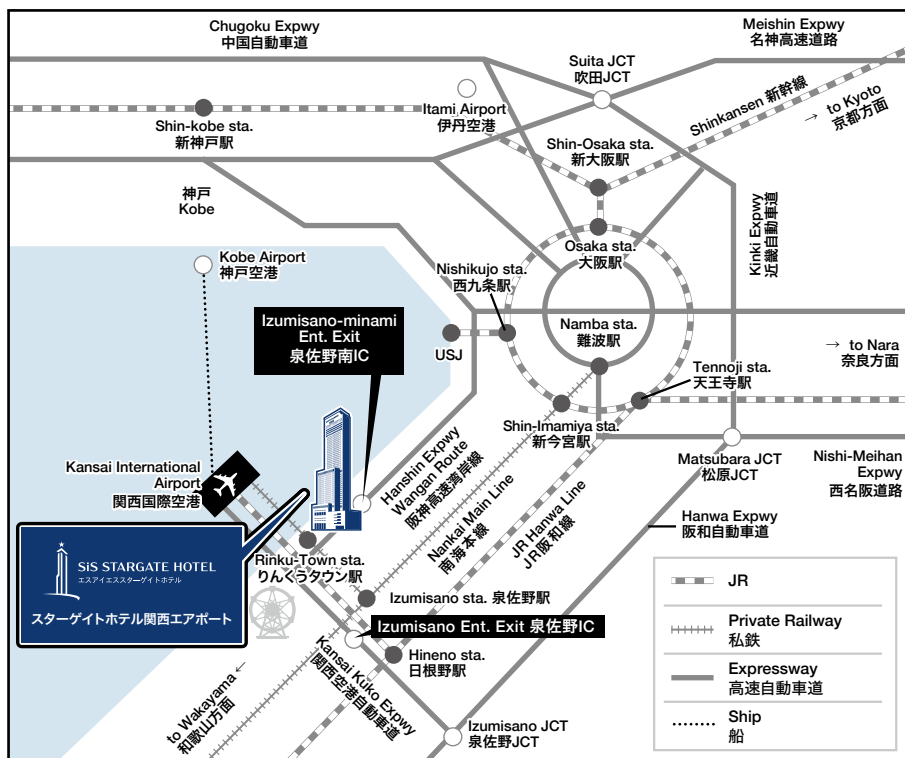 Chugoku Expwy
中国自動車道
Meishin Expwy
名神高速道路
Suita JCT
吹田JCT
Itami Airport
伊丹空港
Shinkansen 新幹線
→ to Kyoto
京都方面
Shin-kobe sta.
新神戸駅
Shin-Osaka sta.
新大阪駅
神戸
Kobe
Kinki Expwy
近畿自動車道
Kobe Airport
神戸空港
Osaka sta.
大阪駅
Nishikujo sta.
西九条駅
Izumisano-minami
Ent. Exit
泉佐野南IC
USJ
Namba sta.
難波駅
→ to Nara
奈良方面
Tennoji sta.
天王寺駅
Shin-Imamiya sta.
新今宮駅
Matsubara JCT
松原JCT
Nishi-Meihan
Expwy
西名阪道路
Kansai International
Airport
関西国際空港
Hanshin Expwy
Wangan Route
阪神高速湾岸線
Nankai Main Line
南海本線
JR Hanwa Line
JR阪和線
Hanwa Expwy
阪和自動車道
SiS STARGATE HOTEL
エスアイエススターゲイトホテル
スターゲイトホテル関西エアポート
Rinku-Town sta.
りんくうタウン駅
Izumisano sta. 泉佐野駅
Izumisano Ent. Exit 泉佐野IC
Hineno sta.
日根野駅
Kansai Kuko Expwy
関西空港自動車道
to Wakayama ←
和歌山方面
Izumisano JCT
泉佐野JCT
JR
Private Railway
私鉄
Expressway
高速自動車道
Ship
船